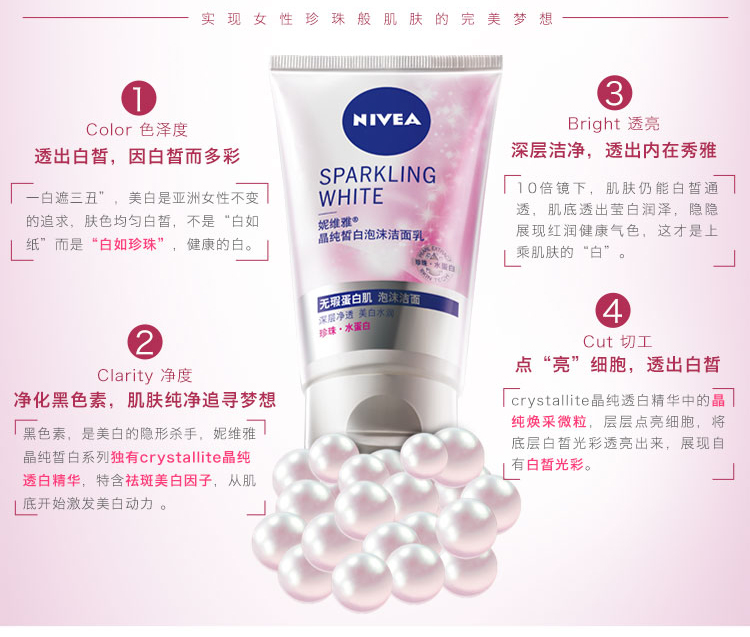 实现女性珍珠般肌肤的完美梦想
1
Color 色泽度
透出白皙，因白皙而多彩
一白遮三丑”，美白是亚洲女性不变
的追求，肤色均匀白皙，不是“白如
纸”而是“白如珍珠”，健康的白。
2
Clarity 净度
净化黑色素，肌肤纯净追寻梦想
黑色素，是美白的隐形杀手，妮维雅
晶纯皙白系列独有crystallite晶纯
透白精华，特含祛斑美白因子，从肌
底开始激发美白动力 。
NIVEA
SPARKLING
WHITE
妮维雅®
晶纯皙白泡沫洁面乳
珍珠·水蛋白
无瑕蛋白肌 泡沫洁面
深层净透 美白水润
珍珠·水蛋白
3
Bright 透亮
深层洁净，透出内在秀雅
10倍镜下，肌肤仍能白皙通
透，肌底透出莹白润泽，隐隐
展现红润健康气色，这才是上
乘肌肤的“白”。
4
Cut 切工
点“亮”细胞，透出白皙
crystallite晶纯透白精华中的晶
纯焕采微粒，层层点亮细胞，将
底层白皙光彩透亮出来，展现自
有白皙光彩。